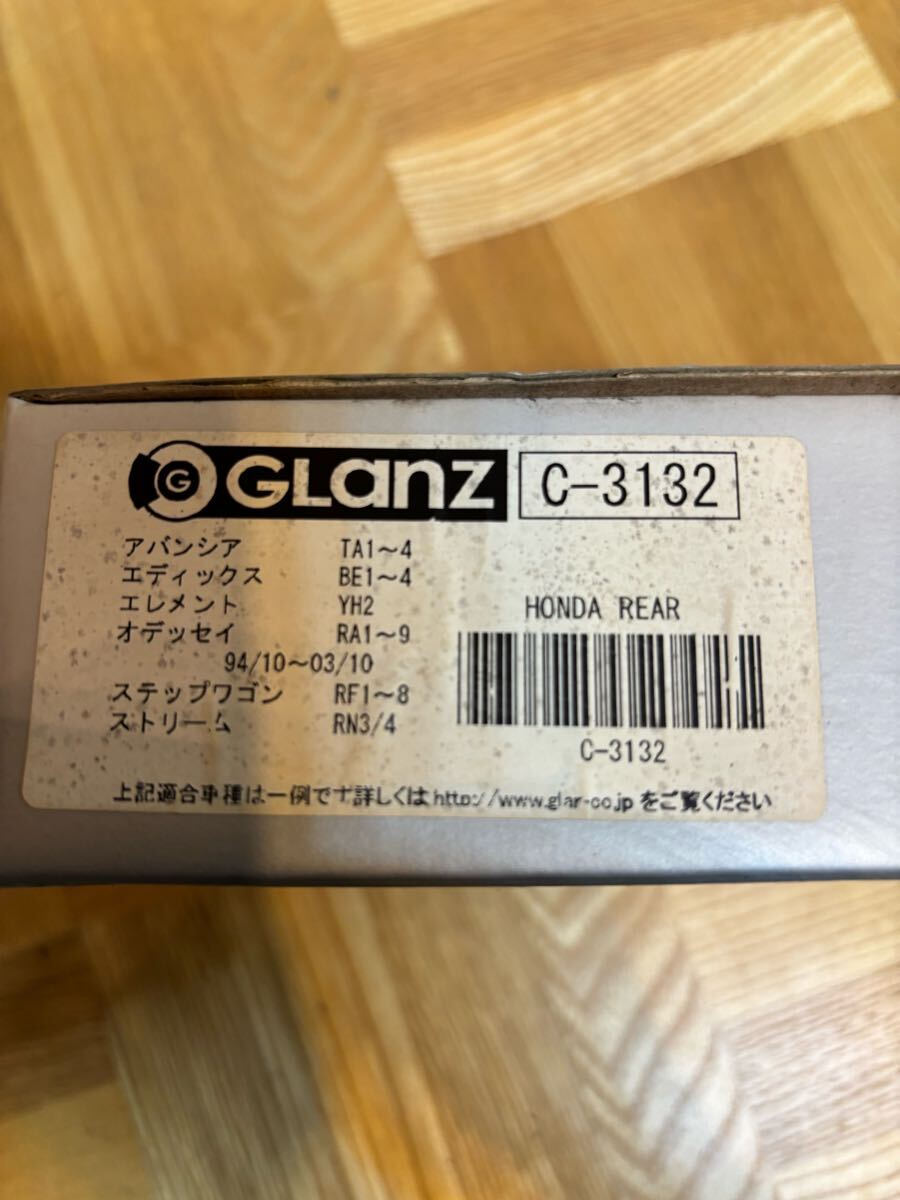 G GLanz C-3132
アバンシア TA1～4
エディックス BE1～4
エレメント YH2
オデッセイ RA1～9
94/10～03/10
ステップワゴン RF1～8
ストリーム RN3/4
HONDA REAR
C-3132
上記適合車種は一例です詳しくは http://www.glar-co.jp をご覧ください